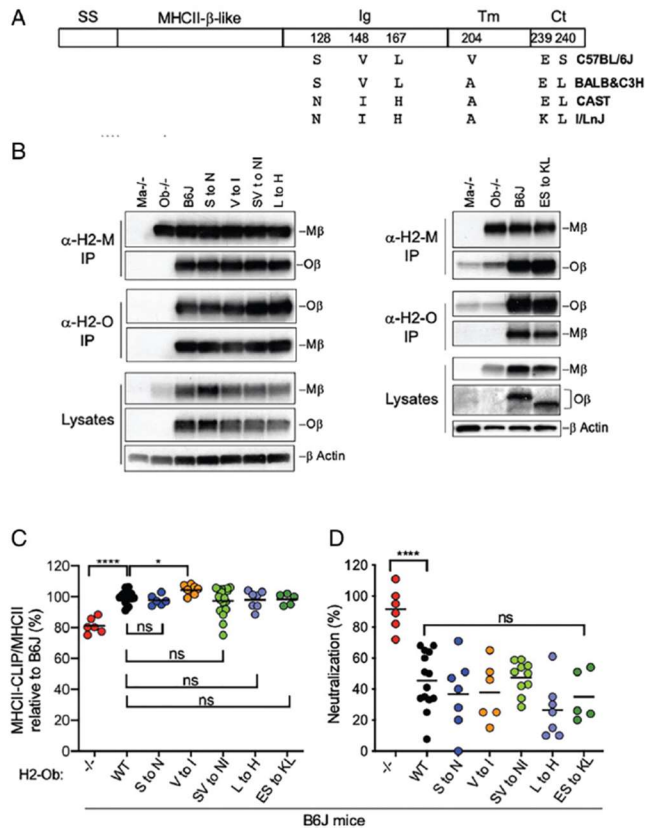 A
SS MHCII-β-like Ig Tm Ct
128 148 167 204 239 240
S V L V E S C57BL/6J
S V L A E L BALB&C3H
N I H A E L CAST
N I H A K L I/LnJ
B
Ma-/- Ob-/- B6J S to N V to I SV to NI L to H
Ma-/- Ob-/- B6J ES to KL
α-H2-M IP
–Mβ
–Oβ
α-H2-O IP
–Oβ
–Mβ
Lysates
–Mβ
–Oβ
–β Actin
α-H2-M IP
–Mβ
–Oβ
α-H2-O IP
–Oβ
–Mβ
Lysates
–Mβ
Oβ
–β Actin
C
MHCII-CLIP/MHCII
relative to B6J (%)
120
100
80
60
40
20
0
**** *
ns
ns
ns
ns
H2-Ob: -/- WT S to N V to I SV to NI L to H ES to KL
D
Neutralization (%)
120
100
80
60
40
20
0
****
ns
-/- WT S to N V to I SV to NI L to H ES to KL
B6J mice